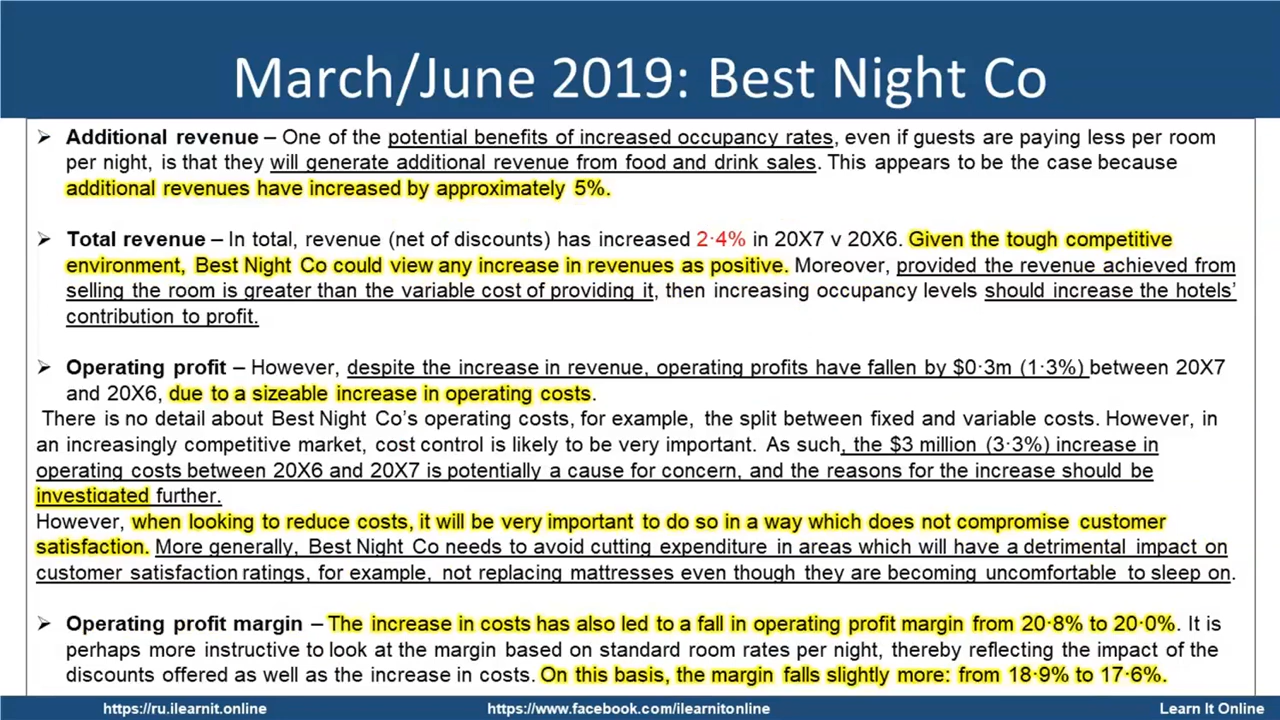 March/June 2019: Best Night Co
➢ Additional revenue – One of the potential benefits of increased occupancy rates, even if guests are paying less per room
per night, is that they will generate additional revenue from food and drink sales. This appears to be the case because
additional revenues have increased by approximately 5%.
➢ Total revenue – In total, revenue (net of discounts) has increased 2·4% in 20X7 v 20X6. Given the tough competitive
environment, Best Night Co could view any increase in revenues as positive. Moreover, provided the revenue achieved from
selling the room is greater than the variable cost of providing it, then increasing occupancy levels should increase the hotels'
contribution to profit.
➢ Operating profit – However, despite the increase in revenue, operating profits have fallen by $0·3m (1·3%) between 20X7
and 20X6, due to a sizeable increase in operating costs.
There is no detail about Best Night Co's operating costs, for example, the split between fixed and variable costs. However, in
an increasingly competitive market, cost control is likely to be very important. As such, the $3 million (3·3%) increase in
operating costs between 20X6 and 20X7 is potentially a cause for concern, and the reasons for the increase should be
investigated further.
However, when looking to reduce costs, it will be very important to do so in a way which does not compromise customer
satisfaction. More generally, Best Night Co needs to avoid cutting expenditure in areas which will have a detrimental impact on
customer satisfaction ratings, for example, not replacing mattresses even though they are becoming uncomfortable to sleep on.
➢ Operating profit margin – The increase in costs has also led to a fall in operating profit margin from 20·8% to 20·0%. It is
perhaps more instructive to look at the margin based on standard room rates per night, thereby reflecting the impact of the
discounts offered as well as the increase in costs. On this basis, the margin falls slightly more: from 18·9% to 17·6%.
https://ru.ilearnit.online https://www.facebook.com/ilearnitonline Learn It Online